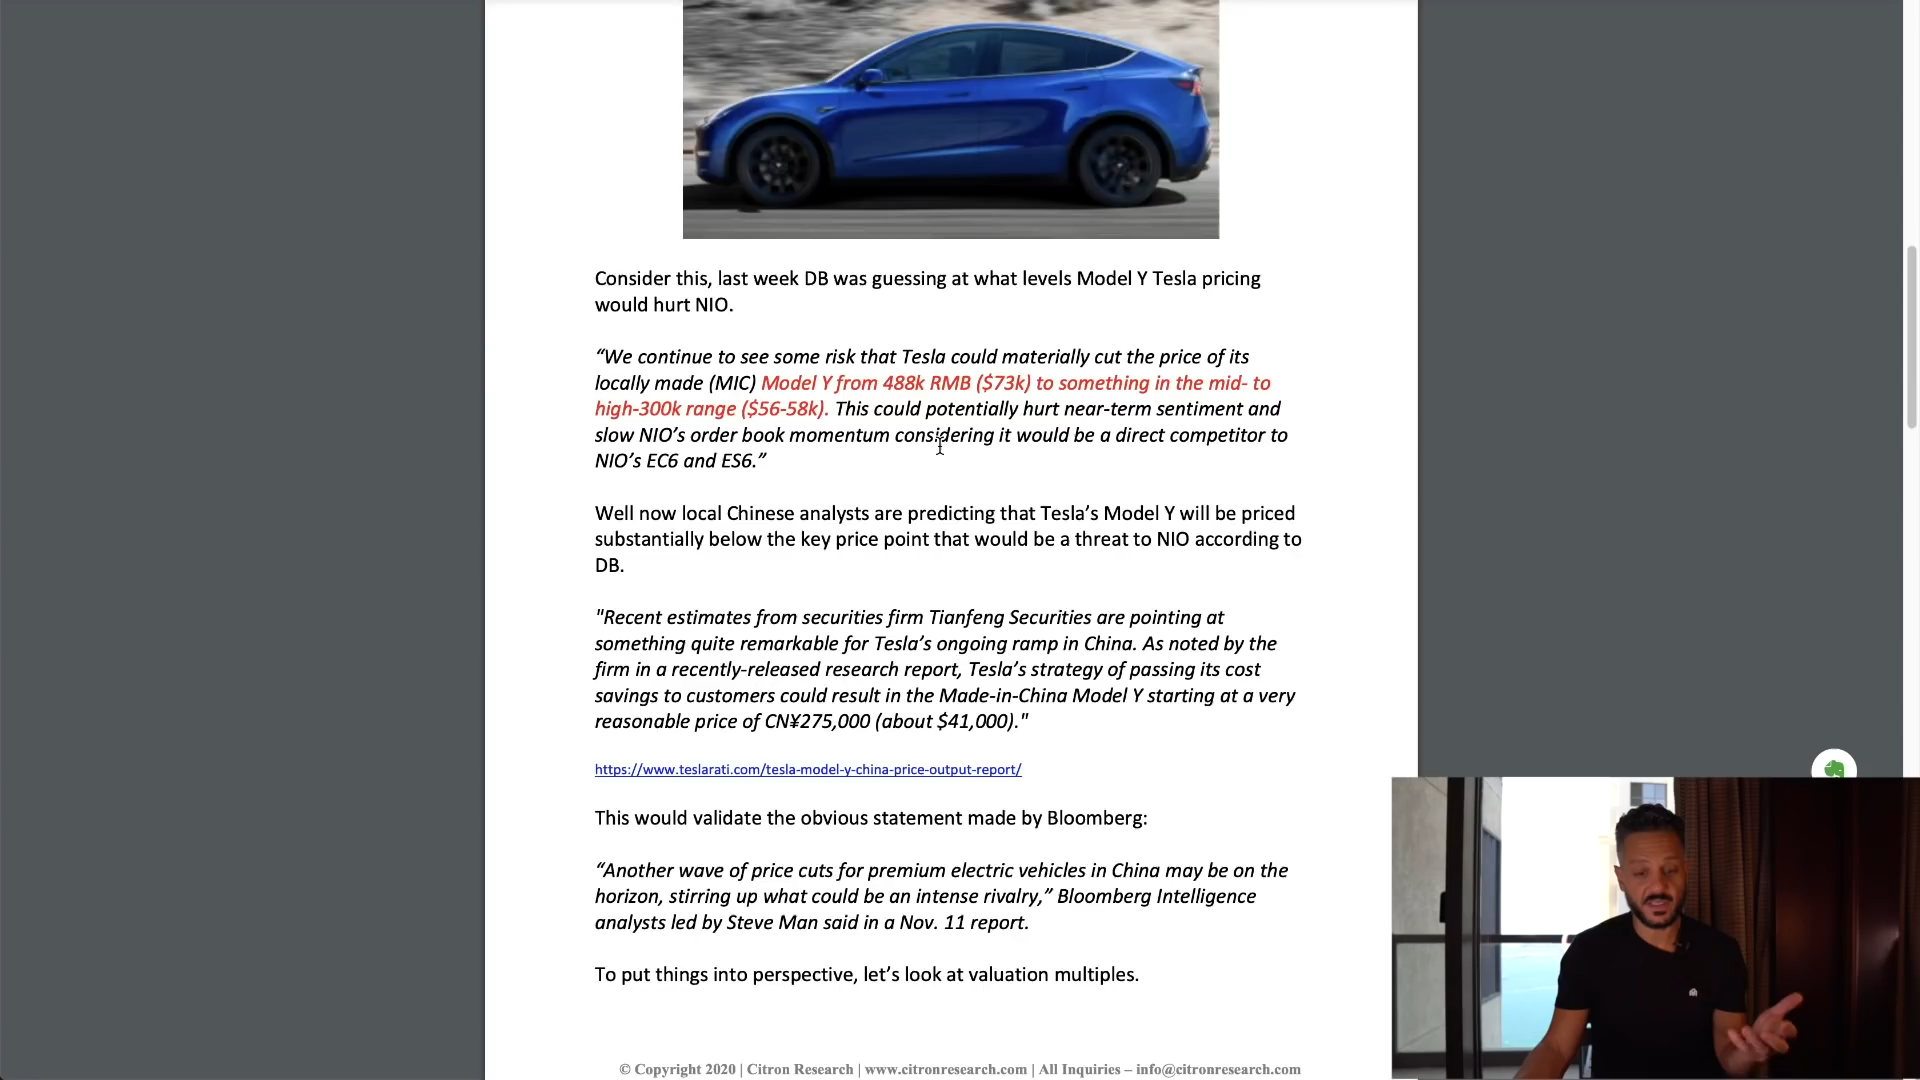 Consider this, last week DB was guessing at what levels Model Y Tesla pricing
would hurt NIO.
“We continue to see some risk that Tesla could materially cut the price of its
locally made (MIC) Model Y from 488k RMB ($73k) to something in the mid- to
high-300k range ($56-58k). This could potentially hurt near-term sentiment and
slow NIO’s order book momentum considering it would be a direct competitor to
NIO’s EC6 and ES6.”
Well now local Chinese analysts are predicting that Tesla’s Model Y will be priced
substantially below the key price point that would be a threat to NIO according to
DB.
"Recent estimates from securities firm Tianfeng Securities are pointing at
something quite remarkable for Tesla’s ongoing ramp in China. As noted by the
firm in a recently-released research report, Tesla’s strategy of passing its cost
savings to customers could result in the Made-in-China Model Y starting at a very
reasonable price of CN¥275,000 (about $41,000)."
https://www.teslarati.com/tesla-model-y-china-price-output-report/
This would validate the obvious statement made by Bloomberg:
“Another wave of price cuts for premium electric vehicles in China may be on the
horizon, stirring up what could be an intense rivalry,” Bloomberg Intelligence
analysts led by Steve Man said in a Nov. 11 report.
To put things into perspective, let’s look at valuation multiples.
© Copyright 2020 | Citron Research | www.citronresearch.com | All Inquiries – info@citronresearch.com